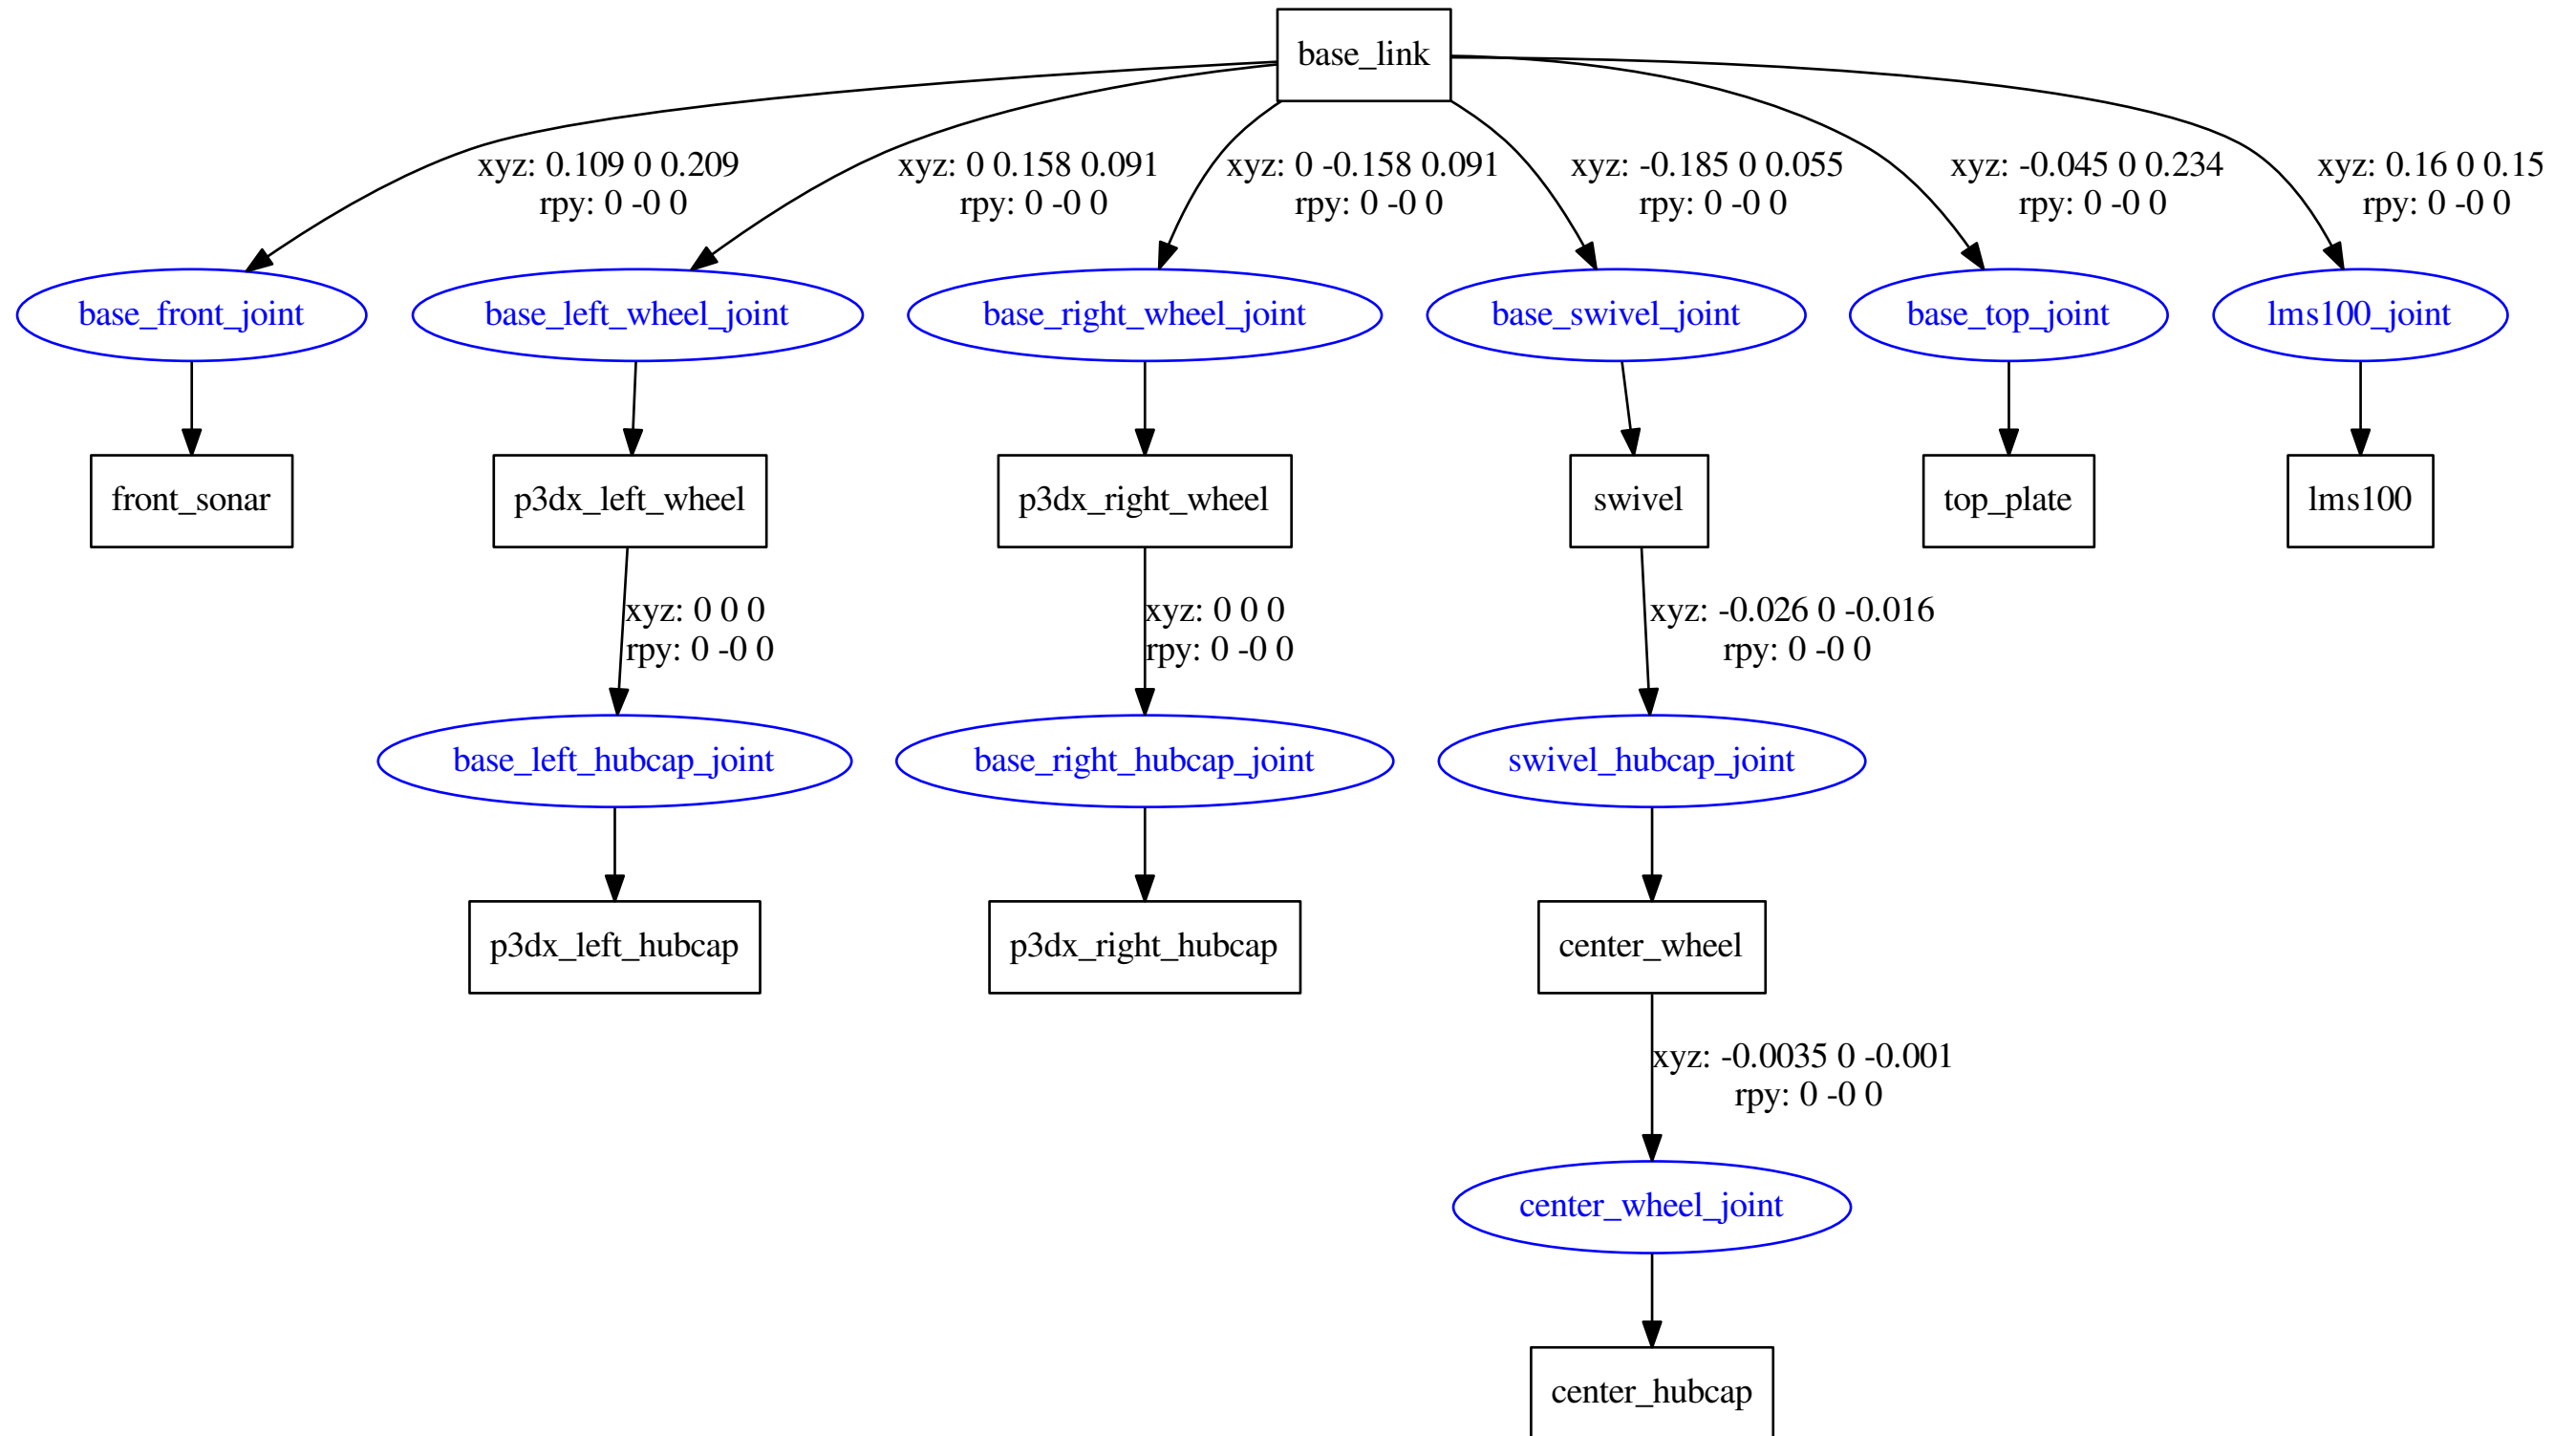 base_link
xyz: 0.109 0 0.209
rpy: 0 -0 0
xyz: 0 0.158 0.091
rpy: 0 -0 0
xyz: 0 -0.158 0.091
rpy: 0 -0 0
xyz: -0.185 0 0.055
rpy: 0 -0 0
xyz: -0.045 0 0.234
rpy: 0 -0 0
xyz: 0.16 0 0.15
rpy: 0 -0 0
base_front_joint
base_left_wheel_joint
base_right_wheel_joint
base_swivel_joint
base_top_joint
lms100_joint
front_sonar
p3dx_left_wheel
p3dx_right_wheel
swivel
top_plate
lms100
xyz: 0 0 0
rpy: 0 -0 0
xyz: 0 0 0
rpy: 0 -0 0
xyz: -0.026 0 -0.016
rpy: 0 -0 0
base_left_hubcap_joint
base_right_hubcap_joint
swivel_hubcap_joint
p3dx_left_hubcap
p3dx_right_hubcap
center_wheel
xyz: -0.0035 0 -0.001
rpy: 0 -0 0
center_wheel_joint
center_hubcap